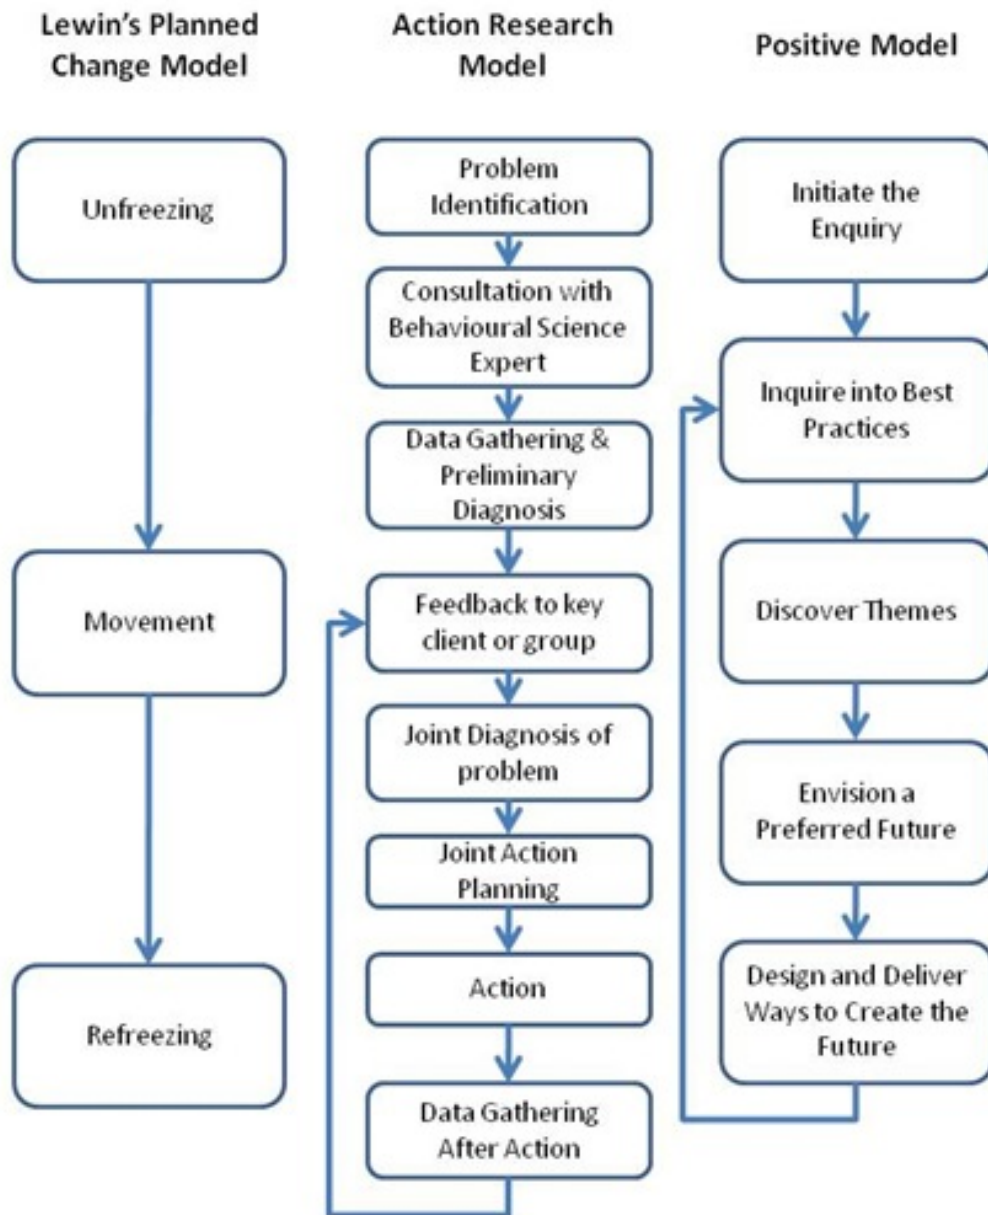 Lewin's Planned
Change Model
Unfreezing
Movement
Refreezing
Action Research
Model
Problem
Identification
Consultation with
Behavioural Science
Expert
Data Gathering &
Preliminary
Diagnosis
Feedback to key
client or group
Joint Diagnosis of
problem
Joint Action
Planning
Action
Data Gathering
After Action
Positive Model
Initiate the
Enquiry
Inquire into Best
Practices
Discover Themes
Envision a
Preferred Future
Design and Deliver
Ways to Create the
Future